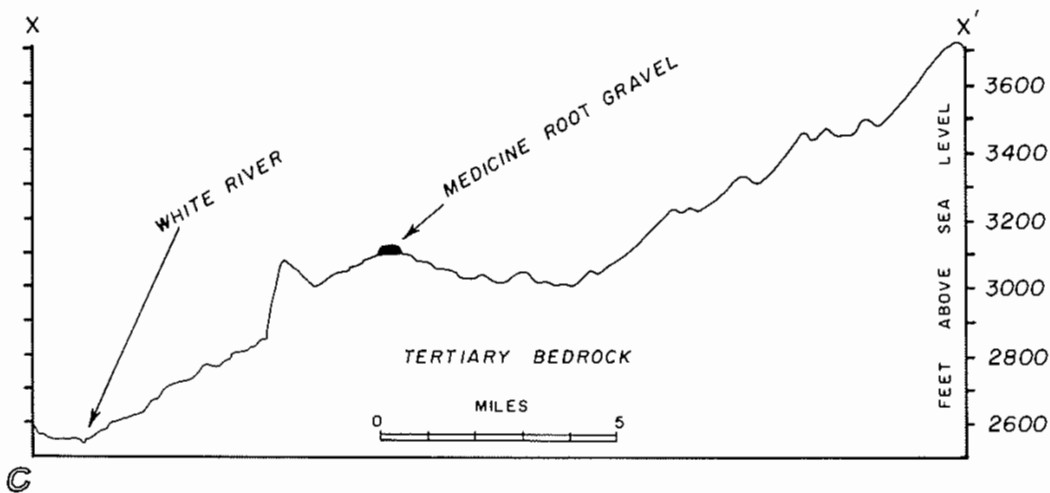 X
X'
WHITE RIVER
MEDICINE ROOT GRAVEL
3600
3400
3200
3000
2800
2600
FEET ABOVE SEA LEVEL
TERTIARY BEDROCK
MILES
0
5
C